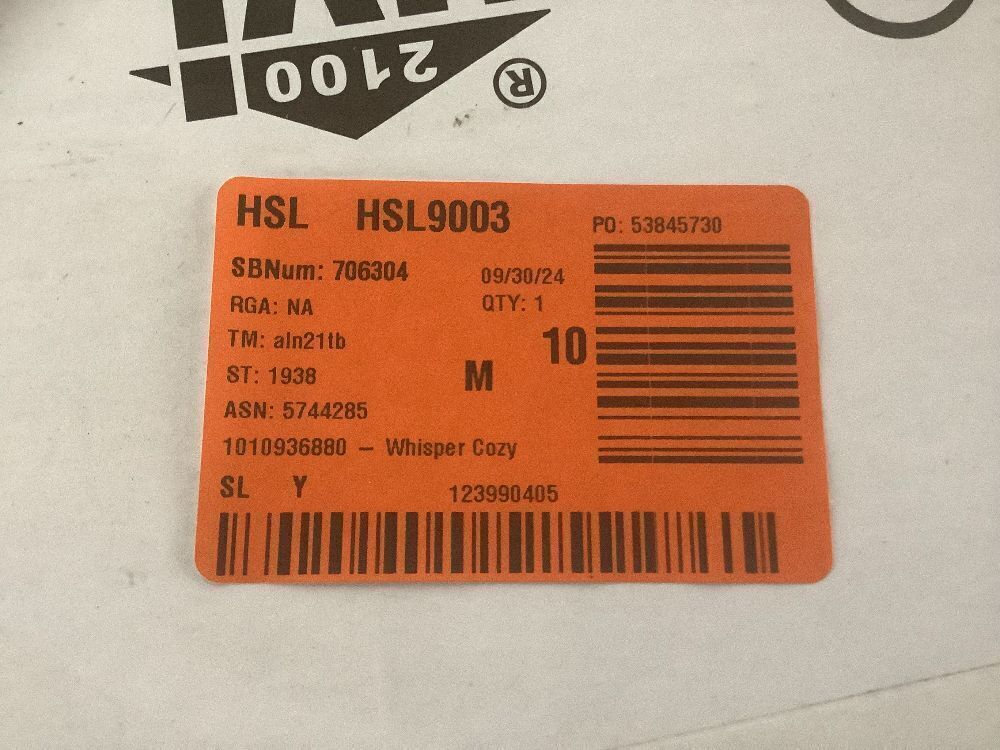 2100 ®
HSL HSL9003
PO: 53845730
SBNum: 706304 09/30/24
RGA: NA QTY: 1
TM: aln21tb 10
ST: 1938 M
ASN: 5744285
1010936880 – Whisper Cozy
SL Y 123990405